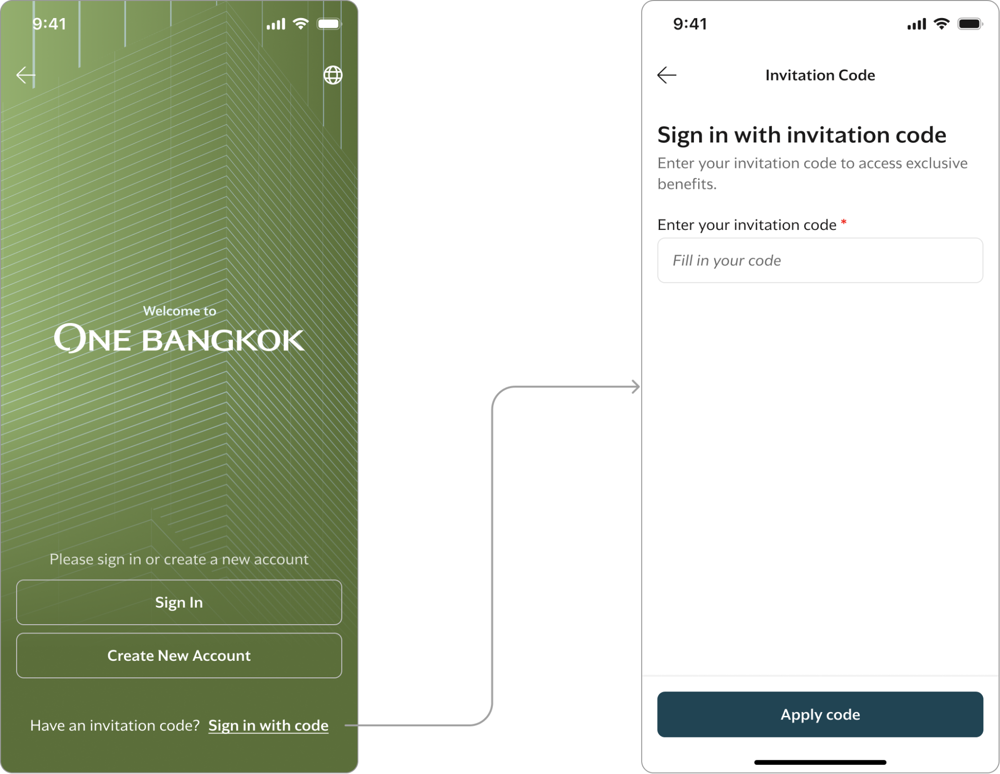 9:41
Welcome to
ONE BANGKOK
Please sign in or create a new account
Sign In
Create New Account
Have an invitation code? Sign in with code
9:41
Invitation Code
Sign in with invitation code
Enter your invitation code to access exclusive
benefits.
Enter your invitation code *
Fill in your code
Apply code